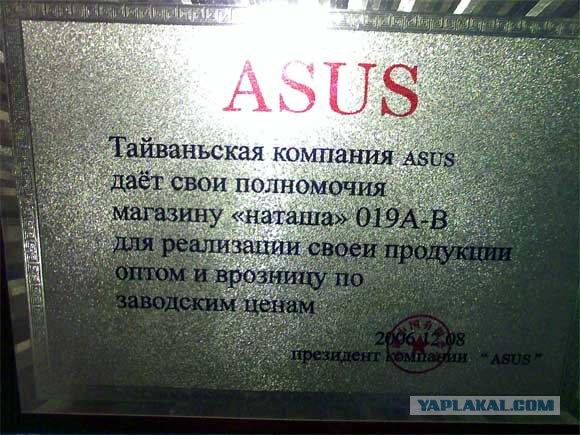 ASUS
Тайваньская компания ASUS
даёт свои полномочия
магазину «наташа» 019А-В
для реализации своеи продукции
оптом и врозницу по
заводским ценам
2006.12.08
президент компании “ASUS”
YAPLAKAL.COM